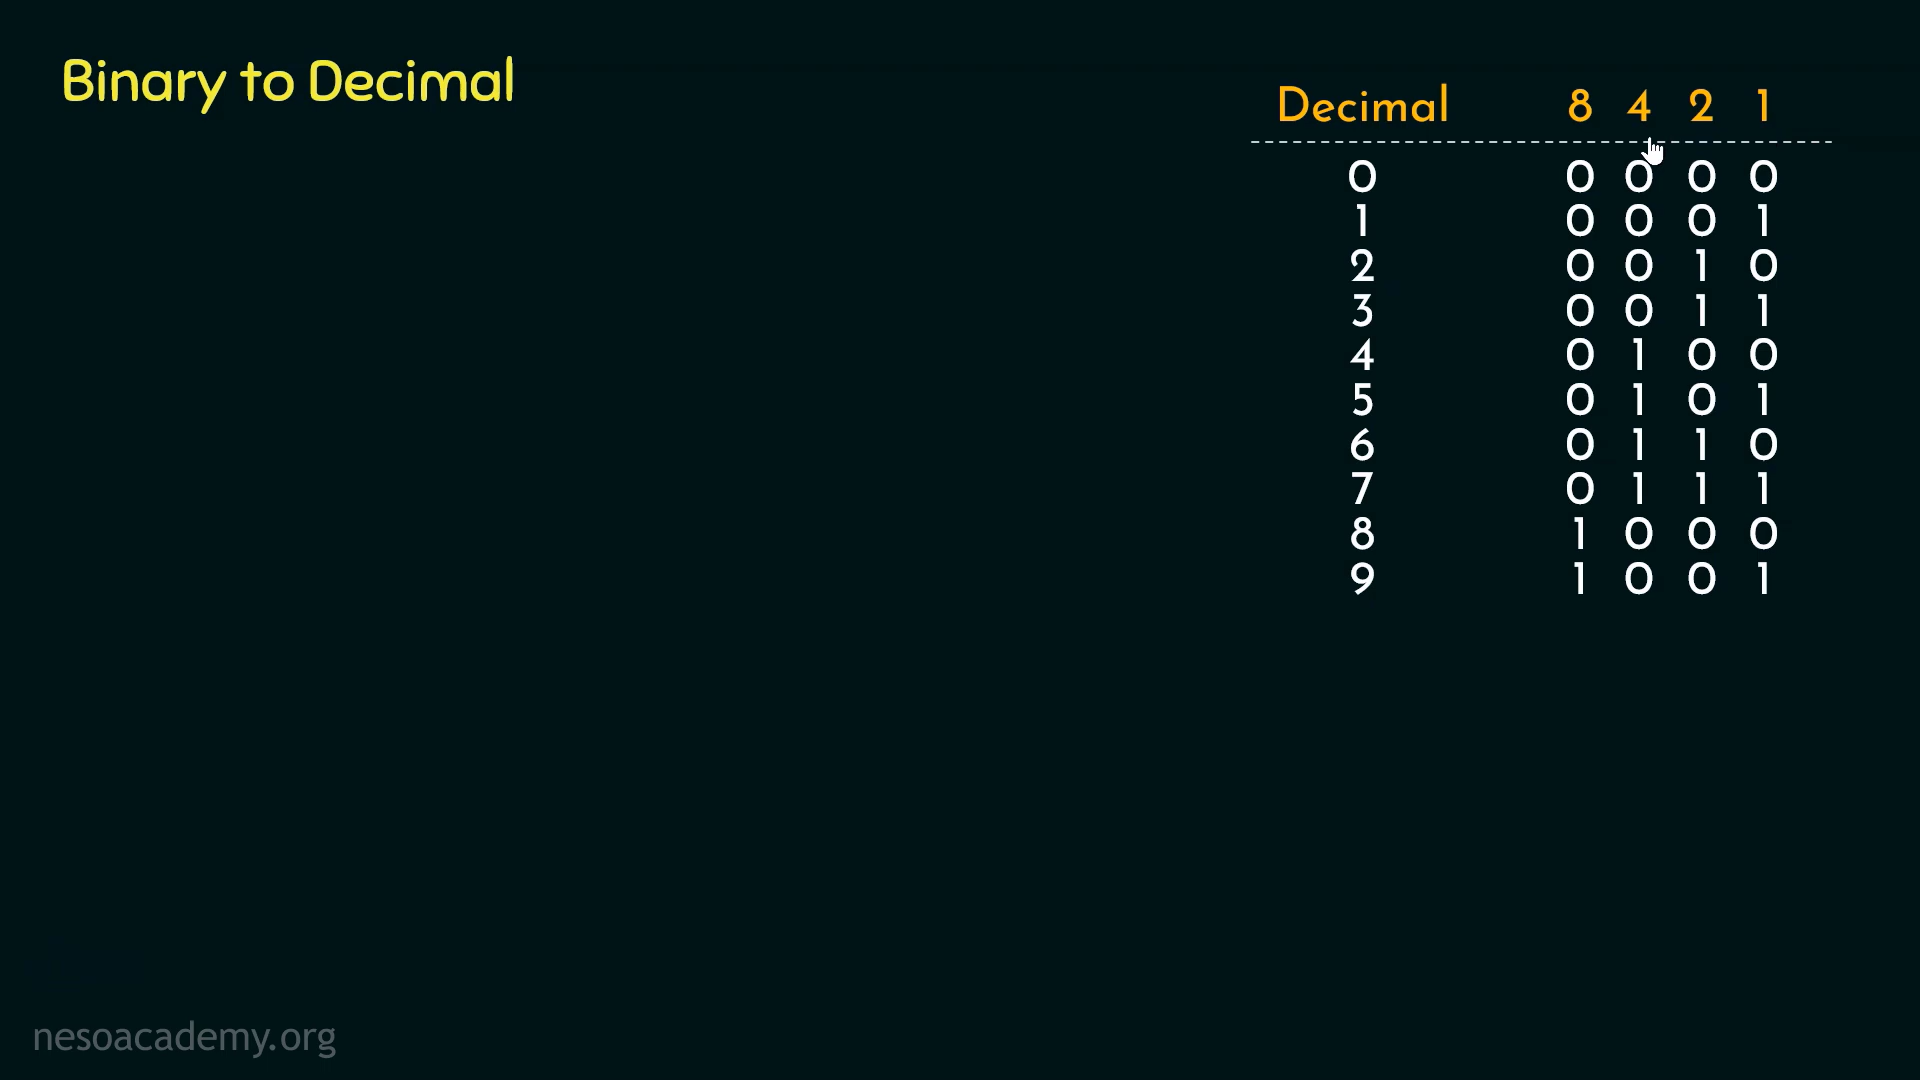 Binary to Decimal
Decimal 8 4 2 1
0 0 0 0 0
1 0 0 0 1
2 0 0 1 0
3 0 0 1 1
4 0 1 0 0
5 0 1 0 1
6 0 1 1 0
7 0 1 1 1
8 1 0 0 0
9 1 0 0 1
nesoacademy.org